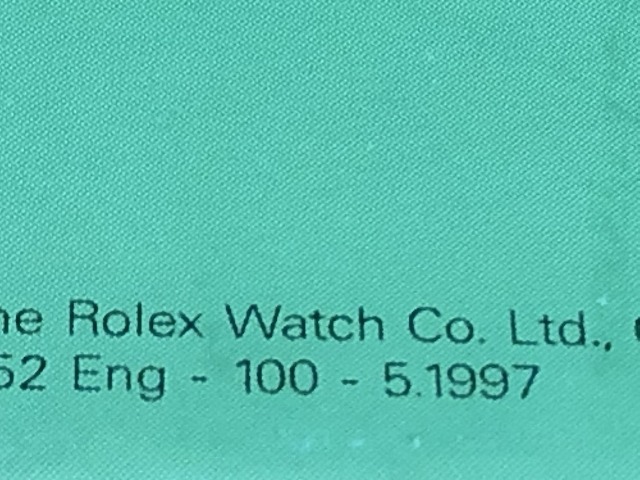 he Rolex Watch Co. Ltd.,
52 Eng - 100 - 5.1997